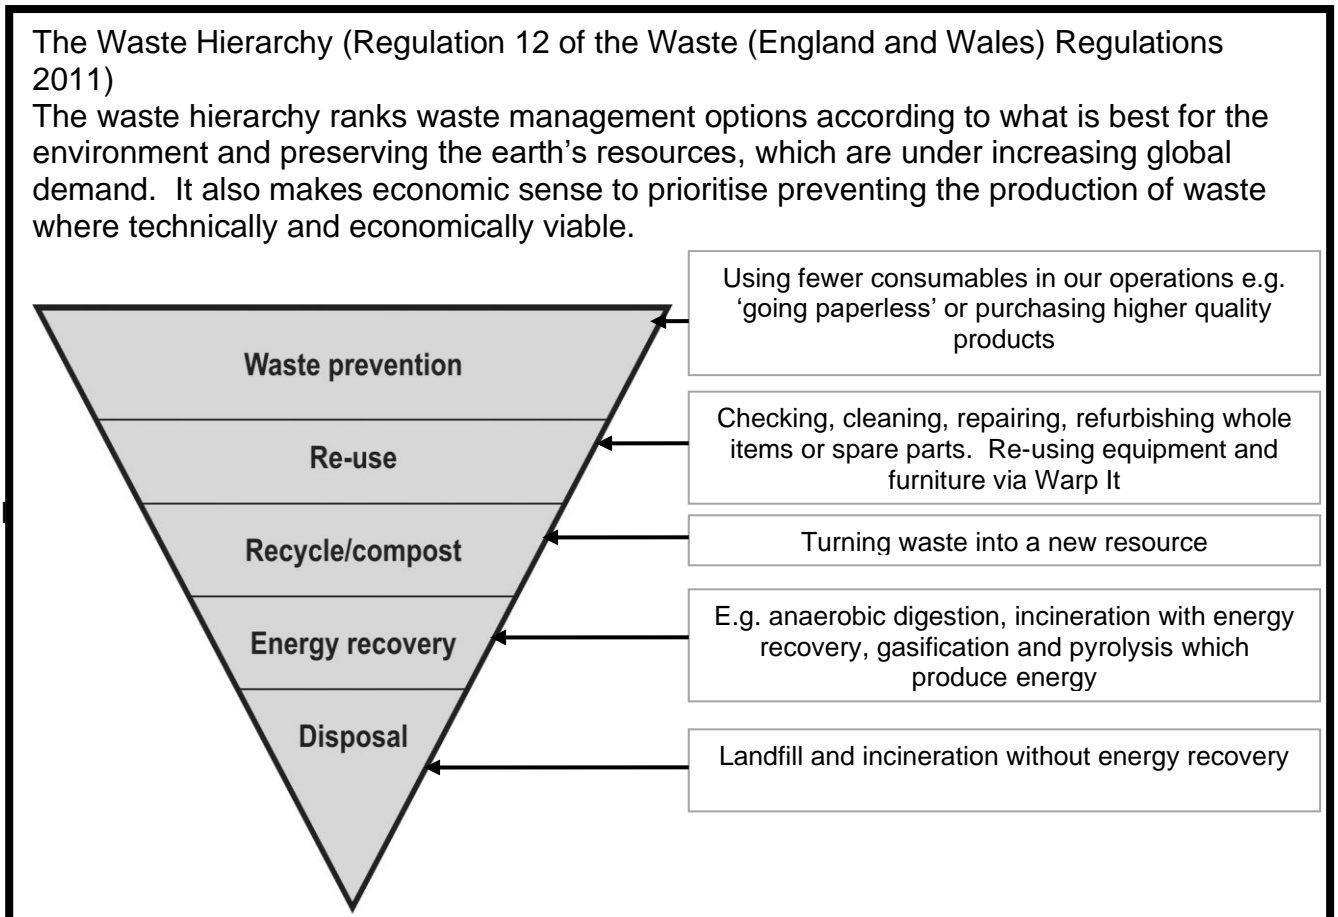 The Waste Hierarchy (Regulation 12 of the Waste (England and Wales) Regulations
2011)
The waste hierarchy ranks waste management options according to what is best for the
environment and preserving the earth’s resources, which are under increasing global
demand.  It also makes economic sense to prioritise preventing the production of waste
where technically and economically viable.
Waste prevention
Using fewer consumables in our operations e.g.
‘going paperless’ or purchasing higher quality
products
Re-use
Checking, cleaning, repairing, refurbishing whole
items or spare parts.  Re-using equipment and
furniture via Warp It
Recycle/compost
Turning waste into a new resource
Energy recovery
E.g. anaerobic digestion, incineration with energy
recovery, gasification and pyrolysis which
produce energy
Disposal
Landfill and incineration without energy recovery